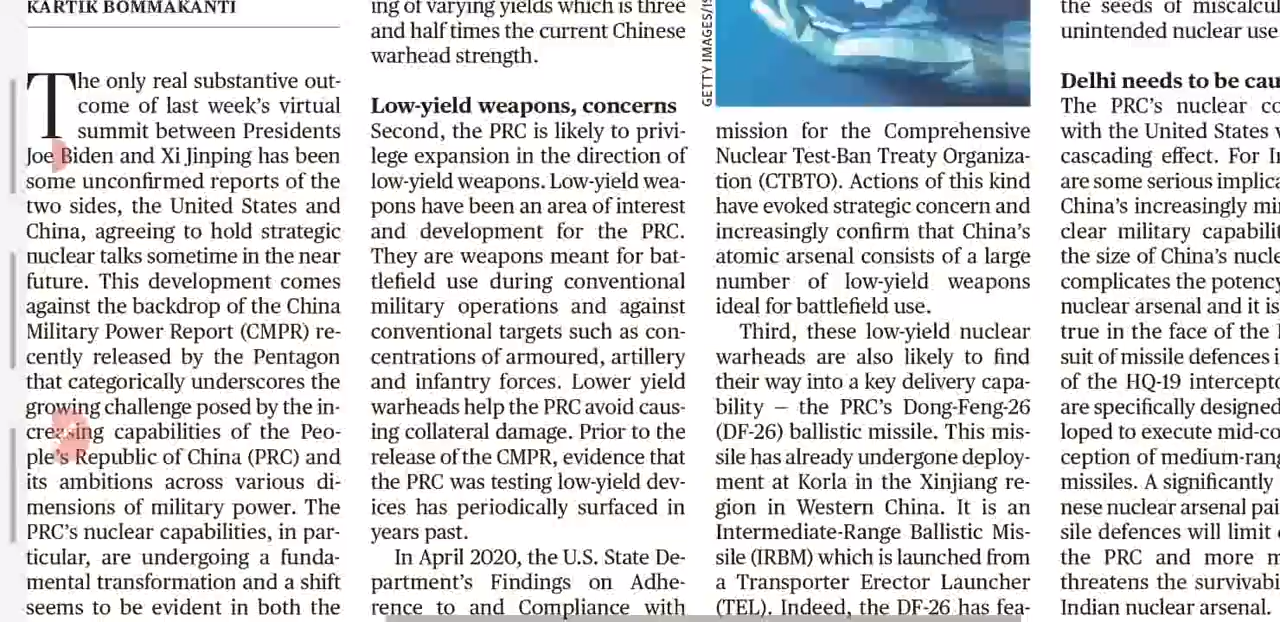 KARTIK BOMMAKANTI
The only real substantive out-
come of last week's virtual
summit between Presidents
Joe Biden and Xi Jinping has been
some unconfirmed reports of the
two sides, the United States and
China, agreeing to hold strategic
nuclear talks sometime in the near
future. This development comes
against the backdrop of the China
Military Power Report (CMPR) re-
cently released by the Pentagon
that categorically underscores the
growing challenge posed by the in-
creasing capabilities of the Peo-
ple's Republic of China (PRC) and
its ambitions across various di-
mensions of military power. The
PRC's nuclear capabilities, in par-
ticular, are undergoing a funda-
mental transformation and a shift
seems to be evident in both the
ing of varying yields which is three
and half times the current Chinese
warhead strength.
Low-yield weapons, concerns
Second, the PRC is likely to privi-
lege expansion in the direction of
low-yield weapons. Low-yield wea-
pons have been an area of interest
and development for the PRC.
They are weapons meant for bat-
tlefield use during conventional
military operations and against
conventional targets such as con-
centrations of armoured, artillery
and infantry forces. Lower yield
warheads help the PRC avoid caus-
ing collateral damage. Prior to the
release of the CMPR, evidence that
the PRC was testing low-yield dev-
ices has periodically surfaced in
years past.
In April 2020, the U.S. State De-
partment's Findings on Adhe-
rence to and Compliance with
GETTY IMAGES/IS
mission for the Comprehensive
Nuclear Test-Ban Treaty Organiza-
tion (CTBTO). Actions of this kind
have evoked strategic concern and
increasingly confirm that China's
atomic arsenal consists of a large
number of low-yield weapons
ideal for battlefield use.
Third, these low-yield nuclear
warheads are also likely to find
their way into a key delivery capa-
bility — the PRC's Dong-Feng-26
(DF-26) ballistic missile. This mis-
sile has already undergone deploy-
ment at Korla in the Xinjiang re-
gion in Western China. It is an
Intermediate-Range Ballistic Mis-
sile (IRBM) which is launched from
a Transporter Erector Launcher
(TEL). Indeed, the DF-26 has fea-
the seeds of miscalcul
unintended nuclear use
Delhi needs to be cau
The PRC's nuclear co
with the United States
cascading effect. For
are some serious implica
China's increasingly mi
clear military capabilit
the size of China's nucle
complicates the potency
nuclear arsenal and it is
true in the face of the
suit of missile defences i
of the HQ-19 intercepto
are specifically designed
loped to execute mid-co
ception of medium-rang
missiles. A significantly
nese nuclear arsenal pai
sile defences will limit
the PRC and more m
threatens the survivabi
Indian nuclear arsenal.